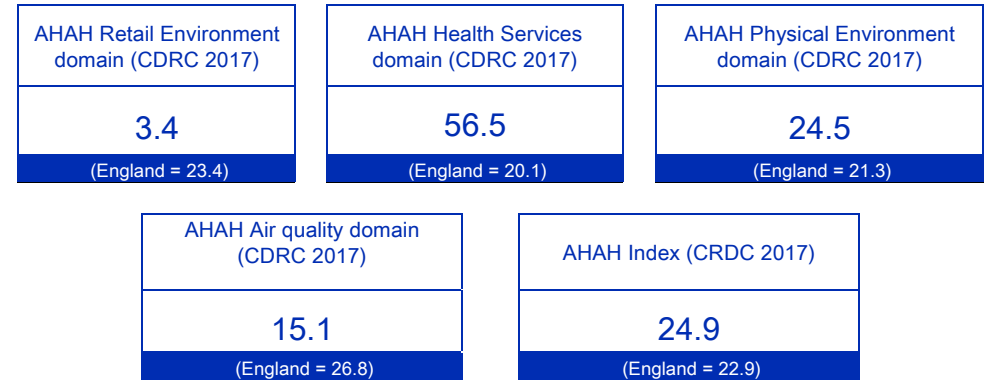 AHAH Retail Environment
domain (CDRC 2017)
3.4
(England = 23.4)
AHAH Health Services
domain (CDRC 2017)
56.5
(England = 20.1)
AHAH Physical Environment
domain (CDRC 2017)
24.5
(England = 21.3)
AHAH Air quality domain
(CDRC 2017)
15.1
(England = 26.8)
AHAH Index (CRDC 2017)
24.9
(England = 22.9)